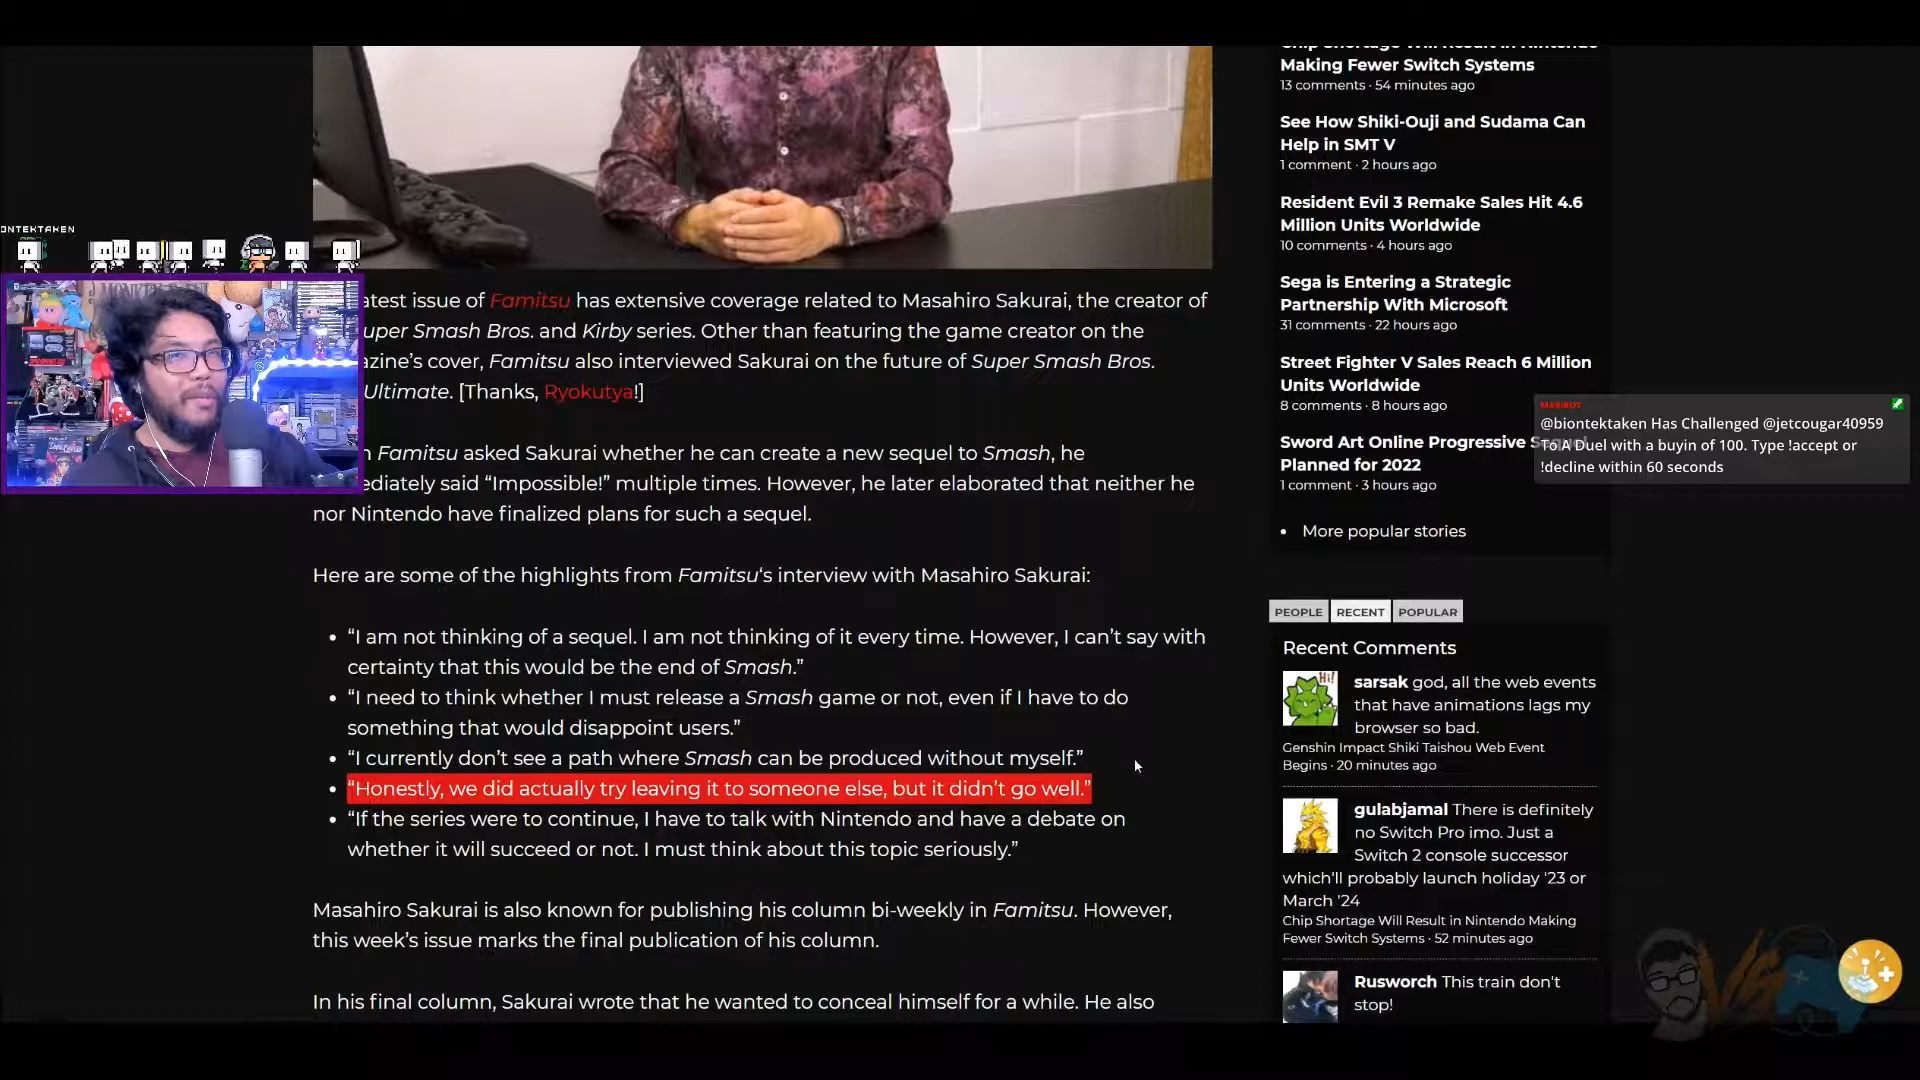 Making Fewer Switch Systems
13 comments · 54 minutes ago
See How Shiki-Ouji and Sudama Can
Help in SMT V
1 comment · 2 hours ago
Resident Evil 3 Remake Sales Hit 4.6
Million Units Worldwide
10 comments · 4 hours ago
Sega is Entering a Strategic
Partnership With Microsoft
31 comments · 22 hours ago
Street Fighter V Sales Reach 6 Million
Units Worldwide
8 comments · 8 hours ago
Sword Art Online Progressive
Planned for 2022
1 comment · 3 hours ago
• More popular stories
@biontektaken Has Challenged @jetcougar40959
To A Duel with a buyin of 100. Type !accept or
!decline within 60 seconds
ONTEKTAKEN
atest issue of Famitsu has extensive coverage related to Masahiro Sakurai, the creator of
uper Smash Bros. and Kirby series. Other than featuring the game creator on the
azine’s cover, Famitsu also interviewed Sakurai on the future of Super Smash Bros.
Ultimate. [Thanks, Ryokutya!]
n Famitsu asked Sakurai whether he can create a new sequel to Smash, he
ediately said “Impossible!” multiple times. However, he later elaborated that neither he
nor Nintendo have finalized plans for such a sequel.
Here are some of the highlights from Famitsu‘s interview with Masahiro Sakurai:
• “I am not thinking of a sequel. I am not thinking of it every time. However, I can’t say with
certainty that this would be the end of Smash.”
• “I need to think whether I must release a Smash game or not, even if I have to do
something that would disappoint users.”
• “I currently don’t see a path where Smash can be produced without myself.”
• “Honestly, we did actually try leaving it to someone else, but it didn’t go well.”
• “If the series were to continue, I have to talk with Nintendo and have a debate on
whether it will succeed or not. I must think about this topic seriously.”
Masahiro Sakurai is also known for publishing his column bi-weekly in Famitsu. However,
this week’s issue marks the final publication of his column.
In his final column, Sakurai wrote that he wanted to conceal himself for a while. He also
PEOPLE RECENT POPULAR
Recent Comments
Hi!
sarsak god, all the web events
that have animations lags my
browser so bad.
Genshin Impact Shiki Taishou Web Event
Begins · 20 minutes ago
gulabjamal There is definitely
no Switch Pro imo. Just a
Switch 2 console successor
which'll probably launch holiday '23 or
March '24
Chip Shortage Will Result in Nintendo Making
Fewer Switch Systems · 52 minutes ago
Rusworch This train don't
stop!
VS